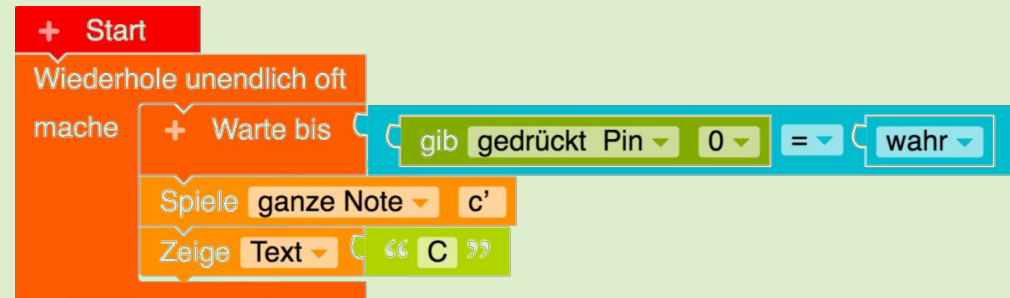 + Start
Wiederhole unendlich oft
mache + Warte bis gib gedrückt Pin 0 = wahr
Spiele ganze Note c’
Zeige Text “ C ”